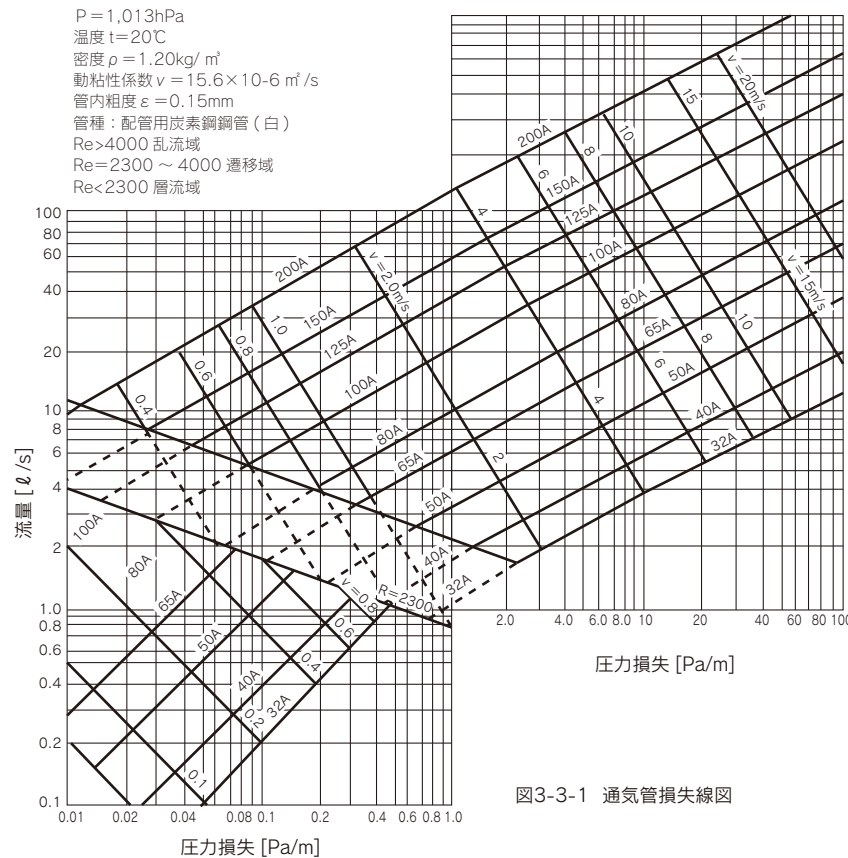 P=1,013hPa
温度 t=20℃
密度 ρ=1.20kg/ ㎥
動粘性係数 ν=15.6×10-6 ㎡/s
管内粗度 ε=0.15mm
管種:配管用炭素鋼鋼管 ( 白 )
Re>4000 乱流域
Re=2300 ～ 4000 遷移域
Re<2300 層流域
v=20m/s
15
10
8
6
4
v=2.0m/s
1.0
0.8
0.6
0.4
200A
150A
125A
100A
80A
65A
50A
40A
32A
200A
150A
125A
100A
80A
65A
50A
40A
32A
v=15m/s
10
8
6
4
2
R=2300
v=0.8
0.6
0.4
0.2
0.1
100A
80A
65A
50A
40A
32A
流量 [ ℓ /s]
100
80
60
40
20
10
8
6
4
2
1.0
0.8
0.6
0.4
0.2
0.1
0.01 0.02 0.04 0.06 0.08 0.1 0.2 0.4 0.6 0.8 1.0
圧力損失 [Pa/m]
2.0 4.0 6.0 8.0 10 20 40 60 80 100
圧力損失 [Pa/m]
図3-3-1 通気管損失線図